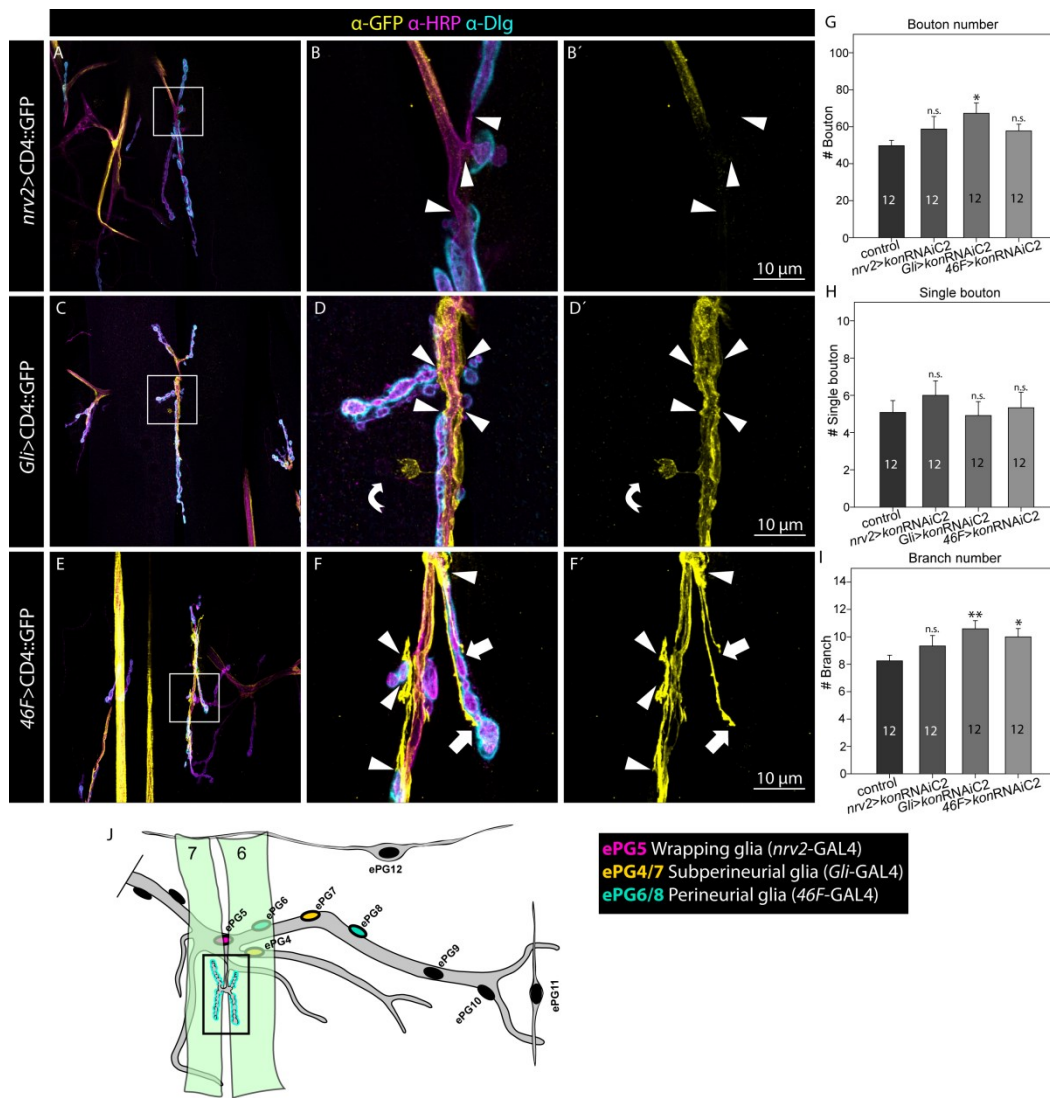 α-GFP α-HRP α-Dlg
nrv2>CD4::GFP
A
B
B´
10 µm
Gli>CD4::GFP
C
D
D´
10 µm
46F>CD4::GFP
E
F
F´
10 µm
G
Bouton number
# Bouton
100
80
60
40
20
0
n.s.
*
n.s.
12
12
12
12
control
nrv2>konRNAiC2
Gli>konRNAiC2
46F>konRNAiC2
H
Single bouton
# Single bouton
10
8
6
4
2
0
n.s.
n.s.
n.s.
12
12
12
12
control
nrv2>konRNAiC2
Gli>konRNAiC2
46F>konRNAiC2
I
Branch number
# Branch
14
12
10
8
6
4
2
0
n.s.
**
*
12
12
12
12
control
nrv2>konRNAiC2
Gli>konRNAiC2
46F>konRNAiC2
J
7
6
ePG12
ePG5
ePG6
ePG7
ePG8
ePG4
ePG9
ePG10
ePG11
ePG5 Wrapping glia (nrv2-GAL4)
ePG4/7 Subperineurial glia (Gli-GAL4)
ePG6/8 Perineurial glia (46F-GAL4)